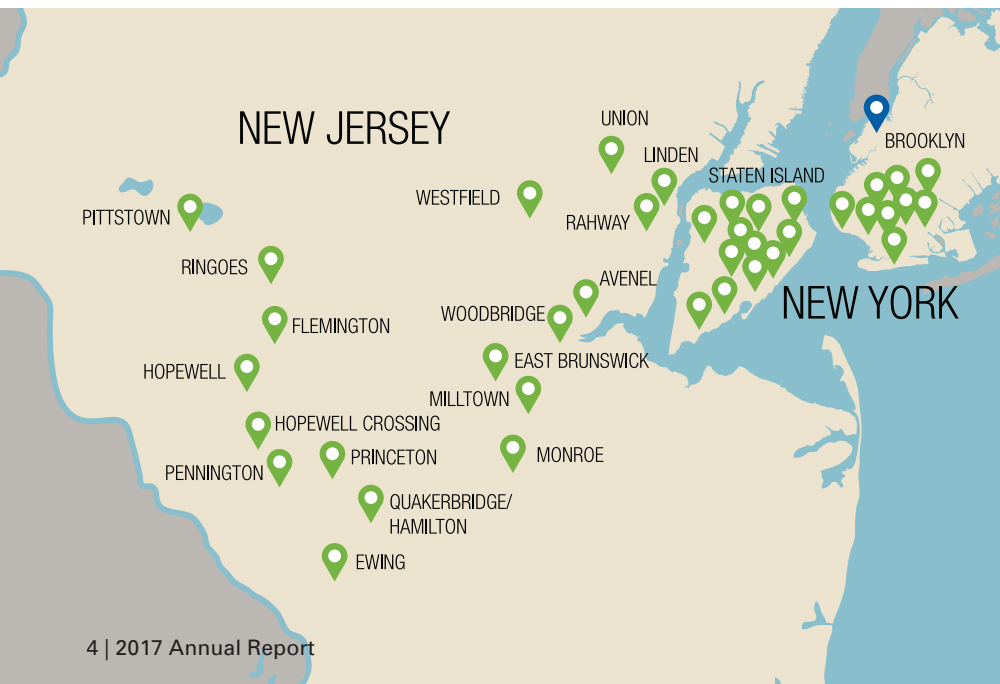 NEW JERSEY
UNION
BROOKLYN
LINDEN
STATEN ISLAND
WESTFIELD
PITTSTOWN
RAHWAY
RINGOES
AVENEL
NEW YORK
WOODBRIDGE
FLEMINGTON
EAST BRUNSWICK
HOPEWELL
MILLTOWN
HOPEWELL CROSSING
PRINCETON
MONROE
PENNINGTON
QUAKERBRIDGE/
HAMILTON
EWING
4 | 2017 Annual Report